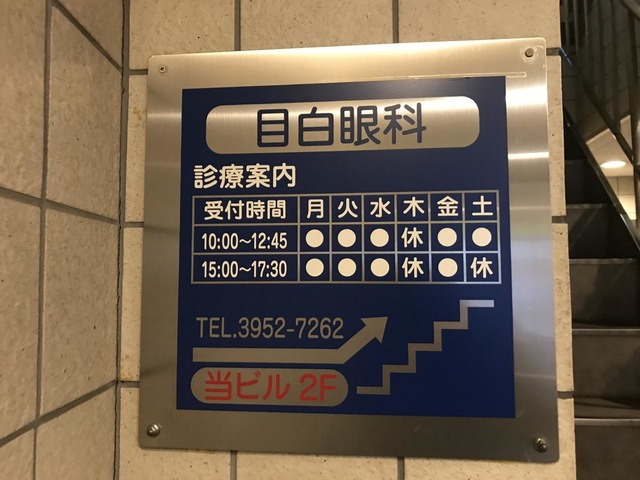 目白眼科
診療案内
受付時間 月 火 水 木 金 土
10:00〜12:45 ● ● ● 休 ● ●
15:00〜17:30 ● ● ● 休 ● 休
TEL.3952-7262
当ビル 2F